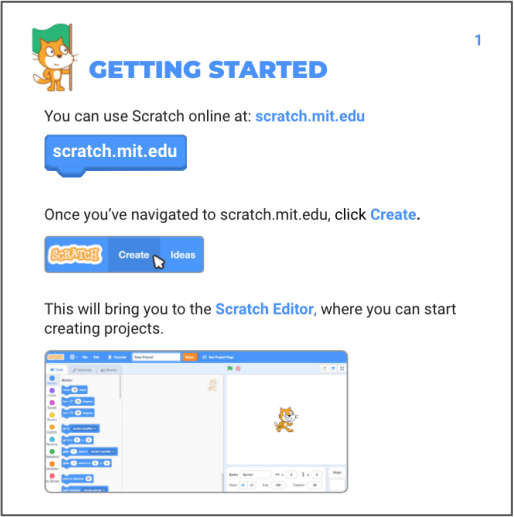 1
GETTING STARTED
You can use Scratch online at: scratch.mit.edu
scratch.mit.edu
Once you’ve navigated to scratch.mit.edu, click Create.
SCRATCH Create Ideas
This will bring you to the Scratch Editor, where you can start
creating projects.